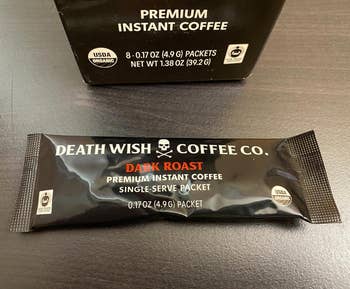 PREMIUM
INSTANT COFFEE
USDA
ORGANIC
8 - 0.17 OZ (4.9 G) PACKETS
NET WT 1.38 OZ (39.2 G)
DEATH WISH COFFEE CO.
DARK ROAST
PREMIUM INSTANT COFFEE
SINGLE-SERVE PACKET
0.17 OZ (4.9 G) PACKET
USDA
ORGANIC